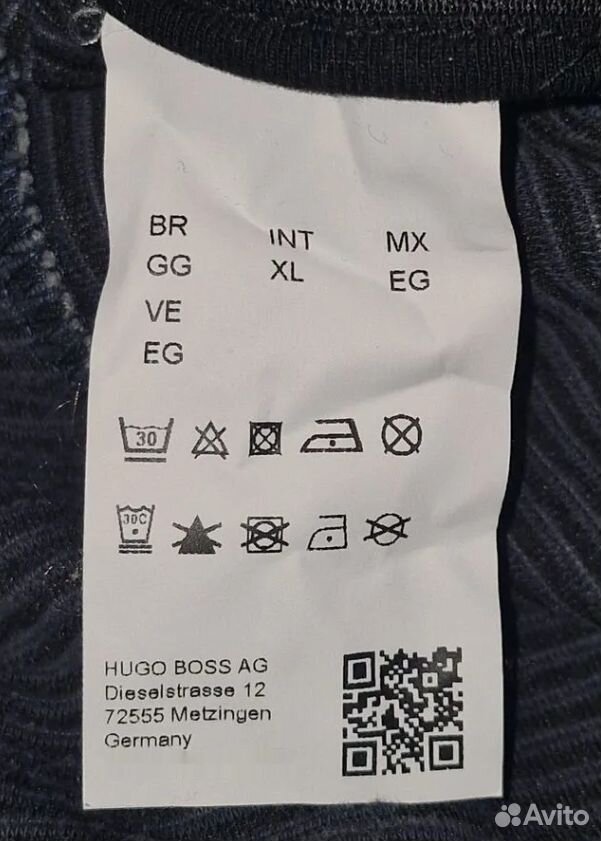 BR
GG
VE
EG
INT
XL
MX
EG
30
30C
HUGO BOSS AG
Dieselstrasse 12
72555 Metzingen
Germany
Avito